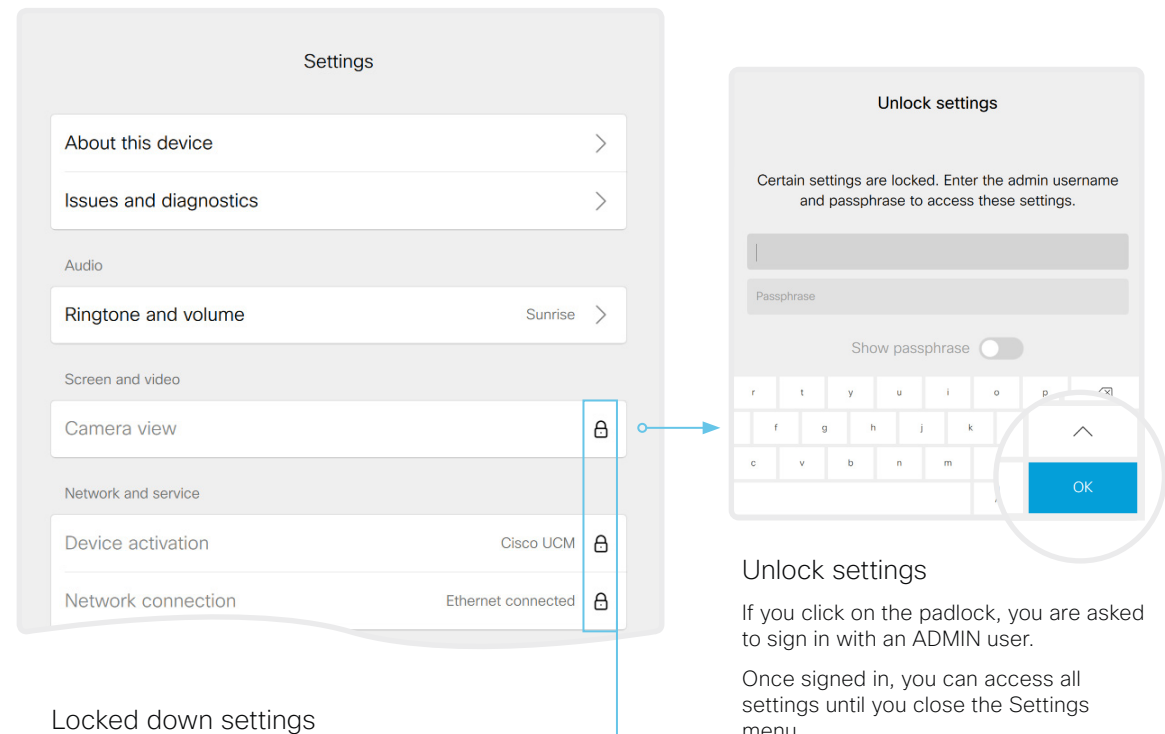 Settings
About this device
Issues and diagnostics
Audio
Ringtone and volume Sunrise
Screen and video
Camera view
Network and service
Device activation Cisco UCM
Network connection Ethernet connected
Locked down settings
Unlock settings
Certain settings are locked. Enter the admin username
and passphrase to access these settings.
Passphrase
Show passphrase
r t y u i o p
f g h j k
c v b n m
OK
Unlock settings
If you click on the padlock, you are asked
to sign in with an ADMIN user.
Once signed in, you can access all
settings until you close the Settings
menu